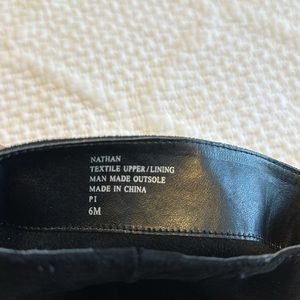 NATHAN
TEXTILE UPPER/LINING
MAN MADE OUTSOLE
MADE IN CHINA
PI
6M